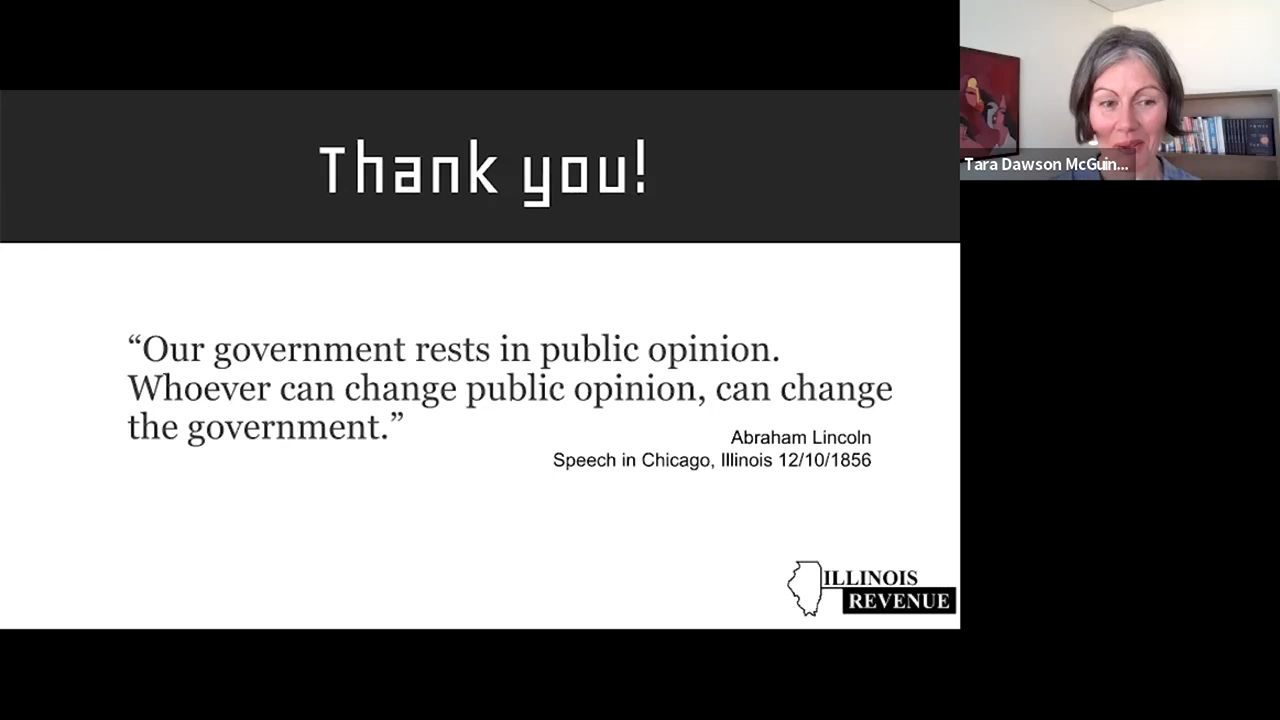 Thank you!
Tara Dawson McGuin...
“Our government rests in public opinion.
Whoever can change public opinion, can change
the government.”
Abraham Lincoln
Speech in Chicago, Illinois 12/10/1856
ILLINOIS
REVENUE